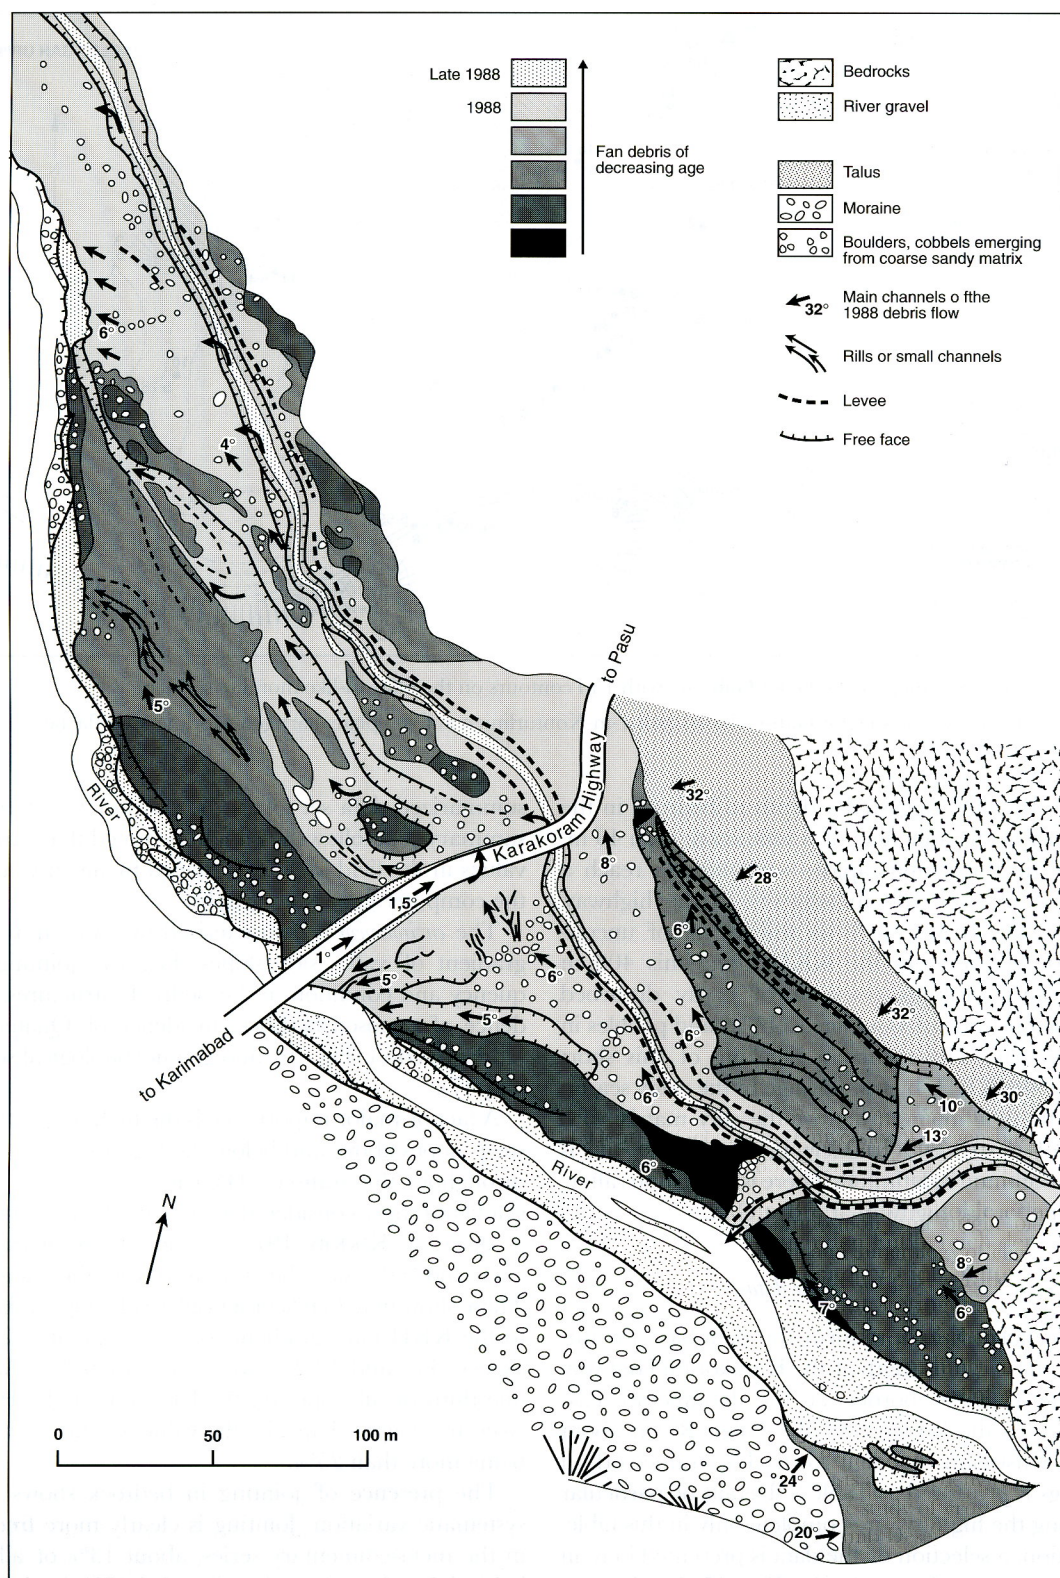 Late 1988
1988
Fan debris of
decreasing age
Bedrocks
River gravel
Talus
Moraine
Boulders, cobbels emerging
from coarse sandy matrix
32°
Main channels o fthe
1988 debris flow
Rills or small channels
Levee
Free face
6°
4°
5°
to Pasu
Karakoram Highway
River
32°
28°
8°
1,5°
6°
1°
6°
5°
32°
5°
6°
to Karimabad
6°
10°
30°
13°
6°
River
N
8°
7°
6°
0
50
100 m
24°
20°